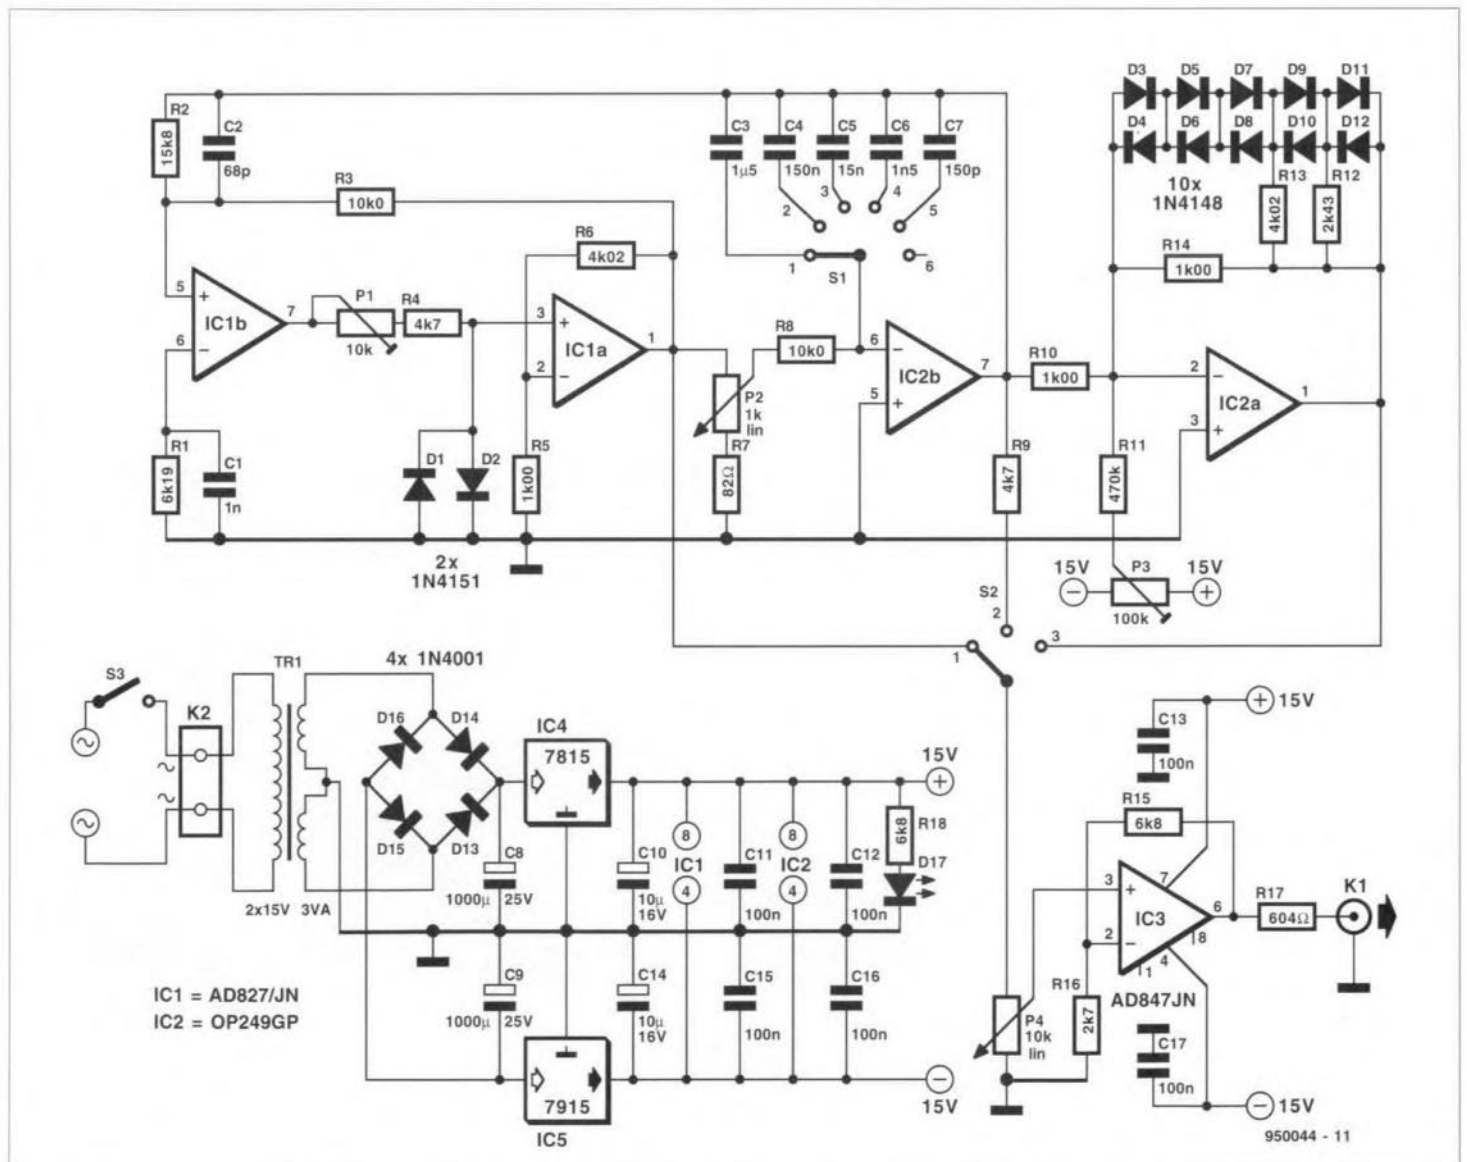 D3 D5 D7 D9 D11
D4 D6 D8 D10 D12
10x
1N4148
R13 R12
4k02 2k43
R14
1k00
R2
15k8
C2
68p
R3
10k0
C3
1µ5
C4
150n
C5
15n
C6
1n5
C7
150p
1 2 3 4 5 6
S1
R6
4k02
5 +
6 −
IC1b
7
P1
10k
R4
4k7
3 +
2 −
IC1a
1
R8
10k0
P2
1k
lin
R7
82Ω
6 −
5 +
IC2b
7
R10
1k00
2 −
3 +
IC2a
1
R1
6k19
C1
1n
D1 D2
2x
1N4151
R5
1k00
R9
4k7
R11
470k
15V − P3 15V +
100k
S2
1 2 3
S3
K2
TR1
2x15V 3VA
4x 1N4001
D16 D14
D15 D13
IC4
7815
C8
1000µ 25V
C10
10µ
16V
8
IC1
4
C11
100n
8
IC2
4
C12
100n
R18
6k8
D17
15V
+
C9
1000µ 25V
C14
10µ
16V
C15
100n
C16
100n
−
15V
7915
IC5
IC1 = AD827/JN
IC2 = OP249GP
P4
10k
lin
C13
100n
+ 15V
R15
6k8
3 +
2 −
IC3
7
6
8
4
1
AD847JN
R16
2k7
R17
604Ω
K1
C17
100n
− 15V
950044 - 11